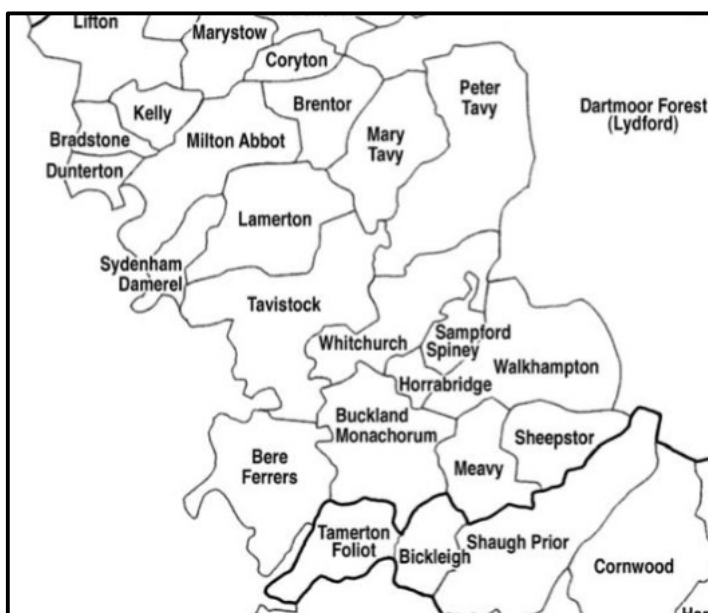 Lifton
Marystow
Coryton
Peter
Tavy
Dartmoor Forest
(Lydford)
Kelly
Brentor
Bradstone
Milton Abbot
Mary
Tavy
Dunterton
Lamerton
Sydenham
Damerel
Tavistock
Whitchurch
Sampford
Spiney
Walkhampton
Horrabridge
Buckland
Monachorum
Sheepstor
Bere
Ferrers
Meavy
Tamerton
Foliot
Bickleigh
Shaugh Prior
Cornwood